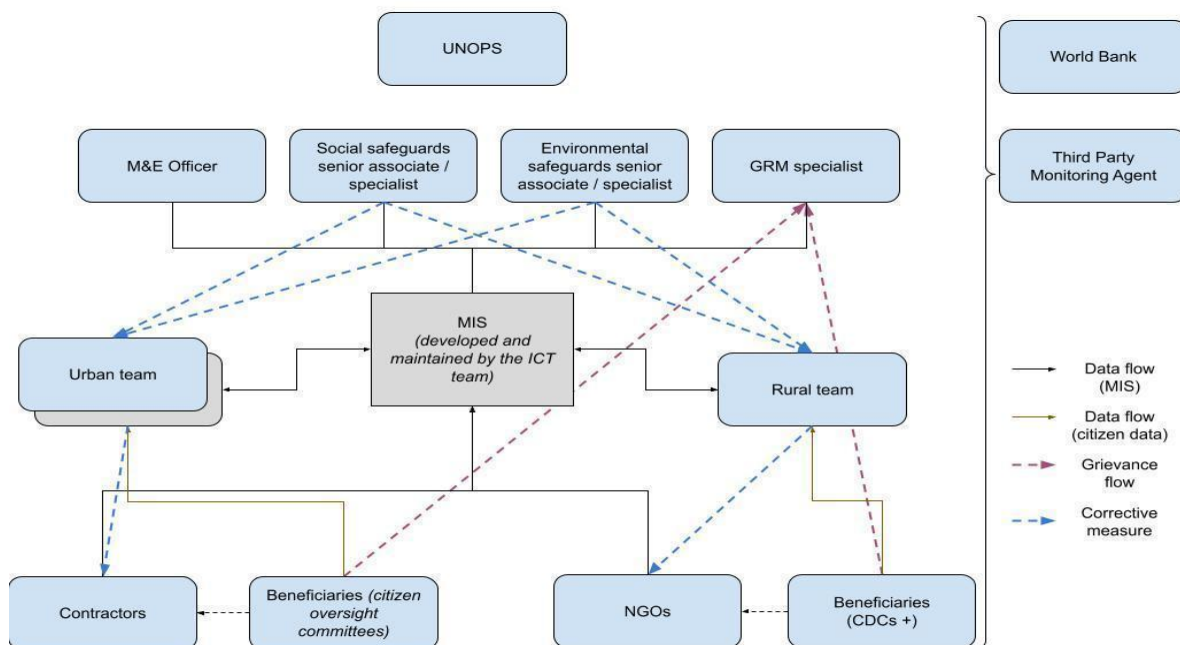 UNOPS
World Bank
M&E Officer
Social safeguards
senior associate /
specialist
Environmental
safeguards senior
associate / specialist
GRM specialist
Third Party
Monitoring Agent
MIS
(developed and
maintained by the ICT
team)
Urban team
Rural team
Data flow
(MIS)
Data flow
(citizen data)
Grievance
flow
Corrective
measure
Contractors
Beneficiaries (citizen
oversight
committees)
NGOs
Beneficiaries
(CDCs +)